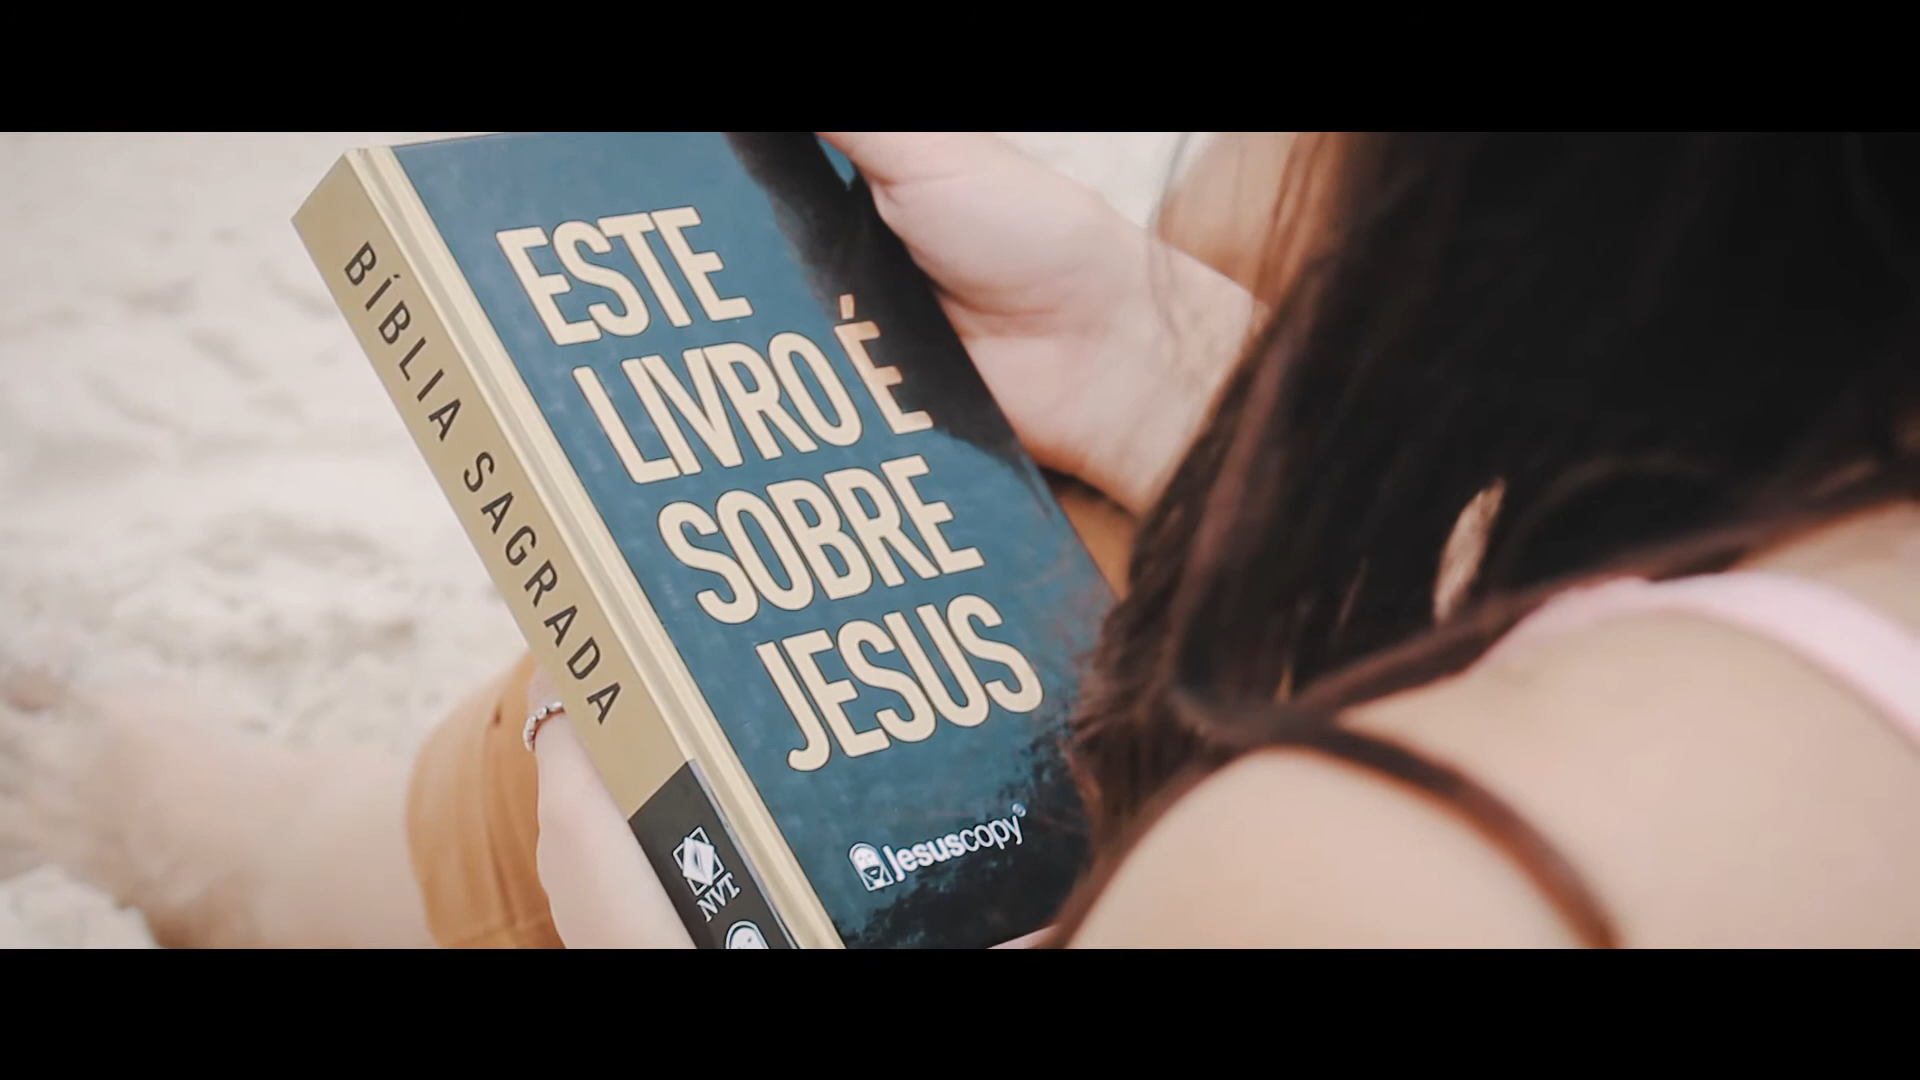 BÍBLIA SAGRADA
NVT
ESTE
LIVRO É
SOBRE
JESUS
Jesuscopy®